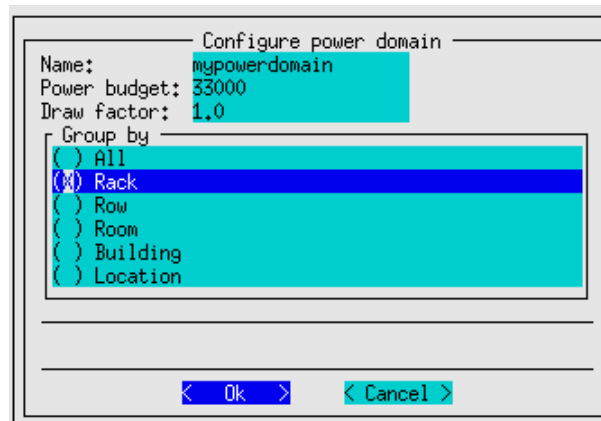 Configure power domain
Name: mypowerdomain
Power budget: 33000
Draw factor: 1.0
Group by
( ) All
(X) Rack
( ) Row
( ) Room
( ) Building
( ) Location
< Ok > < Cancel >